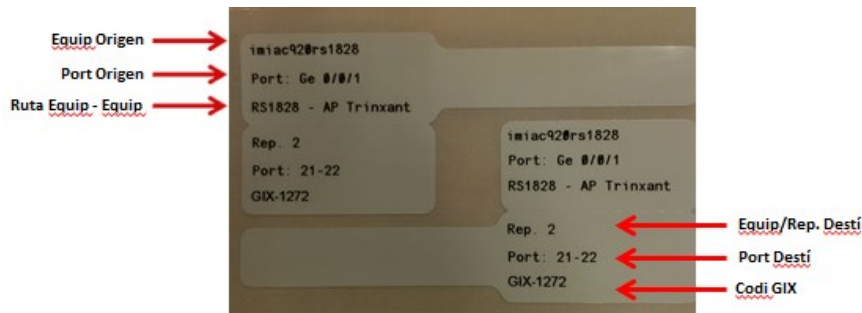 Equip Origen
Port Origen
Ruta Equip - Equip
imiac920rs1828
Port: Ge 0/0/1
RS1828 - AP Trinxant
Rep. 2
Port: 21-22
GIX-1272
imiac920rs1828
Port: Ge 0/0/1
RS1828 - AP Trinxant
Rep. 2
Port: 21-22
GIX-1272
Equip/Rep. Destí
Port Destí
Codi GIX